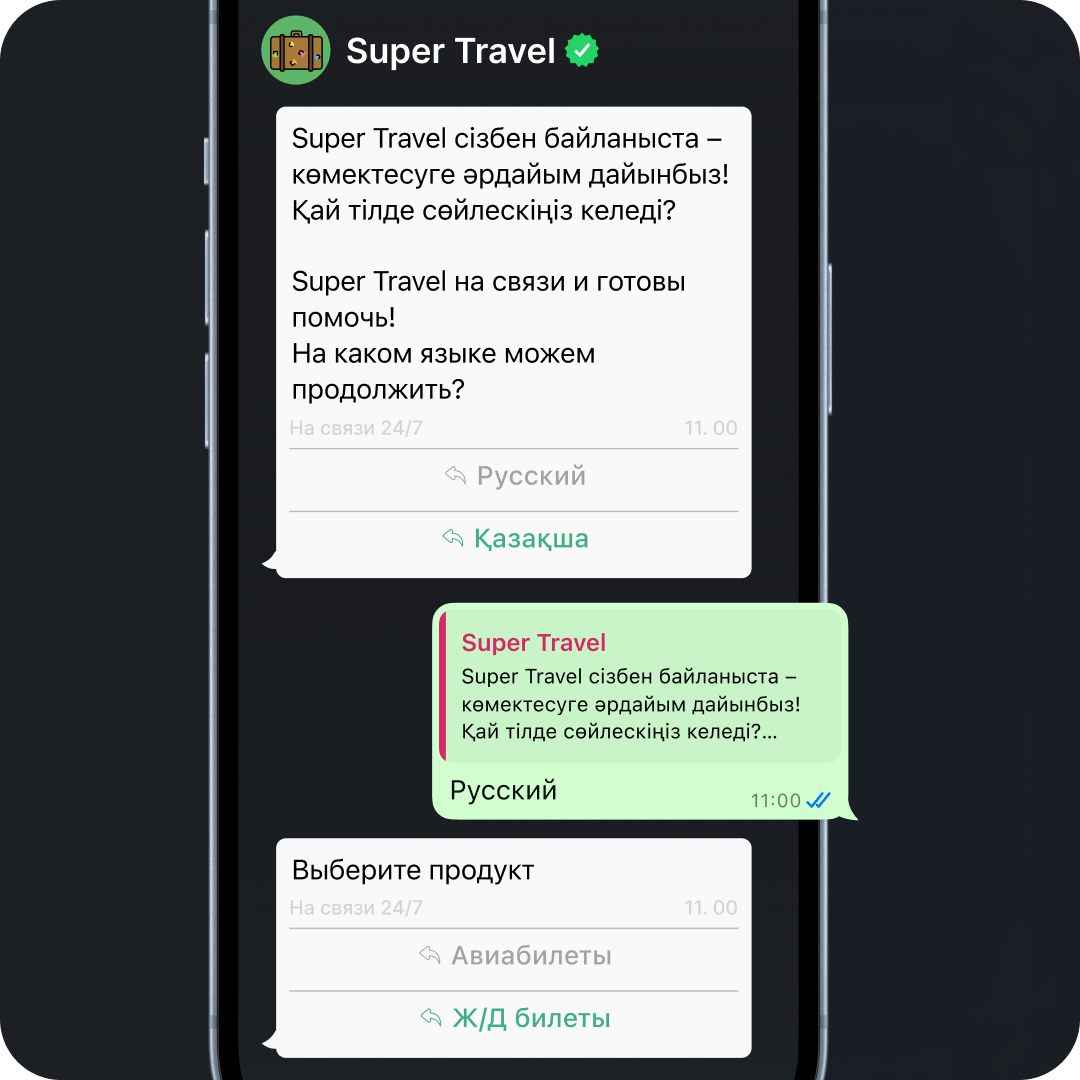 Super Travel
Super Travel сізбен байланыста –
көмектесуге әрдайым дайынбыз!
Қай тілде сөйлескіңіз келеді?
Super Travel на связи и готовы
помочь!
На каком языке можем
продолжить?
На связи 24/7 11. 00
Русский
Қазақша
Super Travel
Super Travel сізбен байланыста –
көмектесуге әрдайым дайынбыз!
Қай тілде сөйлескіңіз келеді?...
Русский
11:00
Выберите продукт
На связи 24/7 11. 00
Авиабилеты
Ж/Д билеты